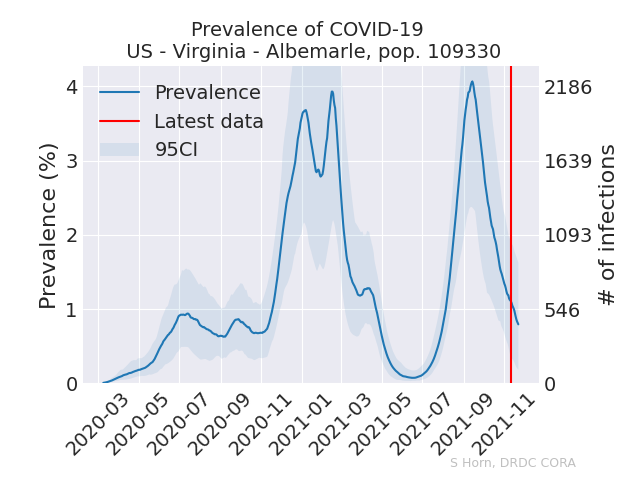 Prevalence of COVID-19
US - Virginia - Albemarle, pop. 109330
Prevalence
Latest data
95CI
Prevalence (%)
4
3
2
1
0
2186
1639
1093
546
0
# of infections
2020-03
2020-05
2020-07
2020-09
2020-11
2021-01
2021-03
2021-05
2021-07
2021-09
2021-11
S Horn, DRDC CORA